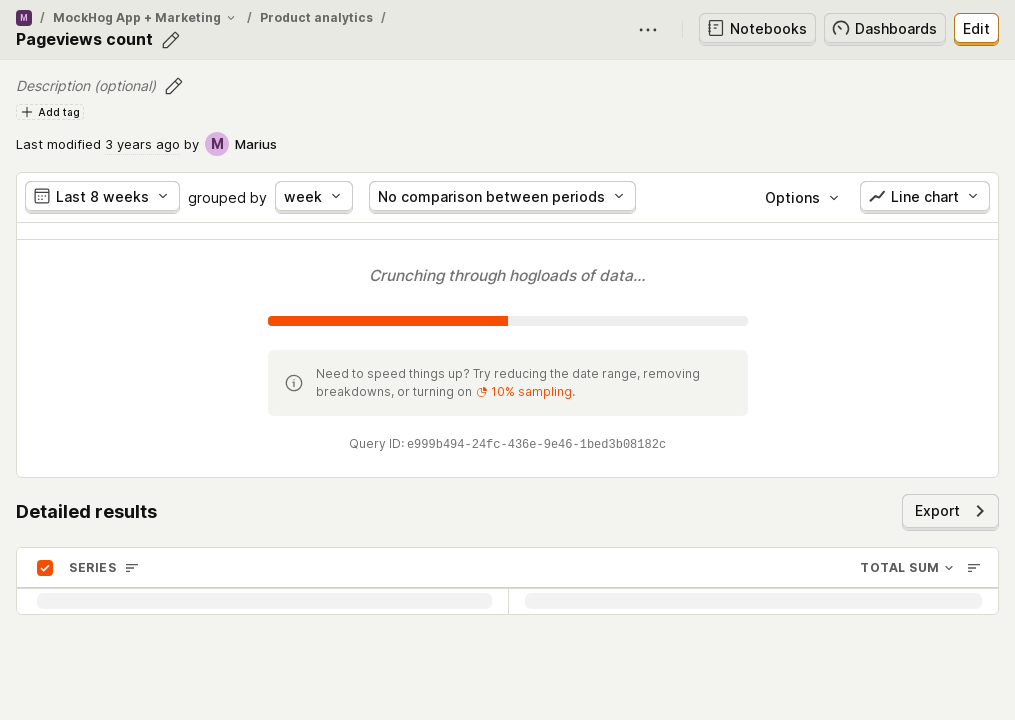 M / MockHog App + Marketing / Product analytics /
Pageviews count
Notebooks
Dashboards
Edit
Description (optional)
Add tag
Last modified 3 years ago by M Marius
Last 8 weeks grouped by week No comparison between periods Options Line chart
Crunching through hogloads of data...
Need to speed things up? Try reducing the date range, removing
breakdowns, or turning on 10% sampling.
Query ID: e999b494-24fc-436e-9e46-1bed3b08182c
Detailed results
Export
SERIES
TOTAL SUM